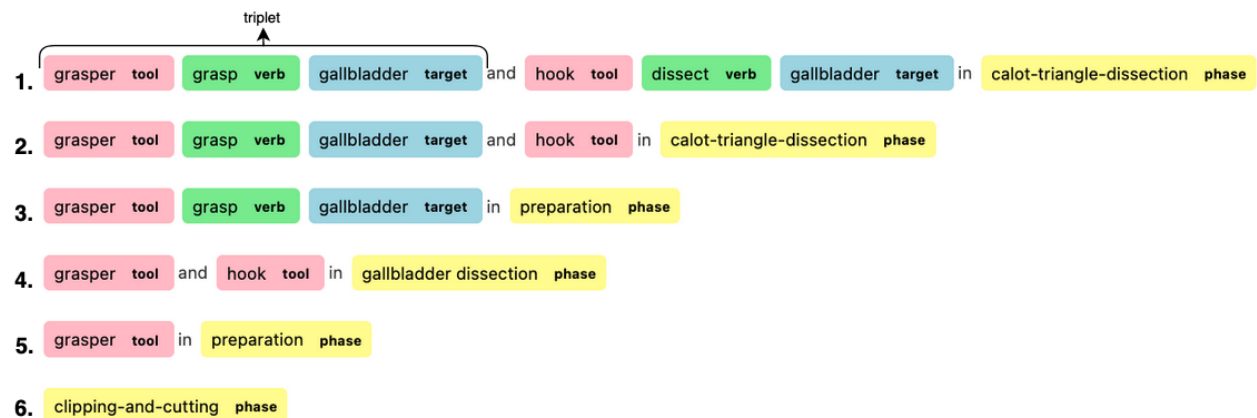 triplet
1. grasper tool grasp verb gallbladder target and hook tool dissect verb gallbladder target in calot-triangle-dissection phase
2. grasper tool grasp verb gallbladder target and hook tool in calot-triangle-dissection phase
3. grasper tool grasp verb gallbladder target in preparation phase
4. grasper tool and hook tool in gallbladder dissection phase
5. grasper tool in preparation phase
6. clipping-and-cutting phase